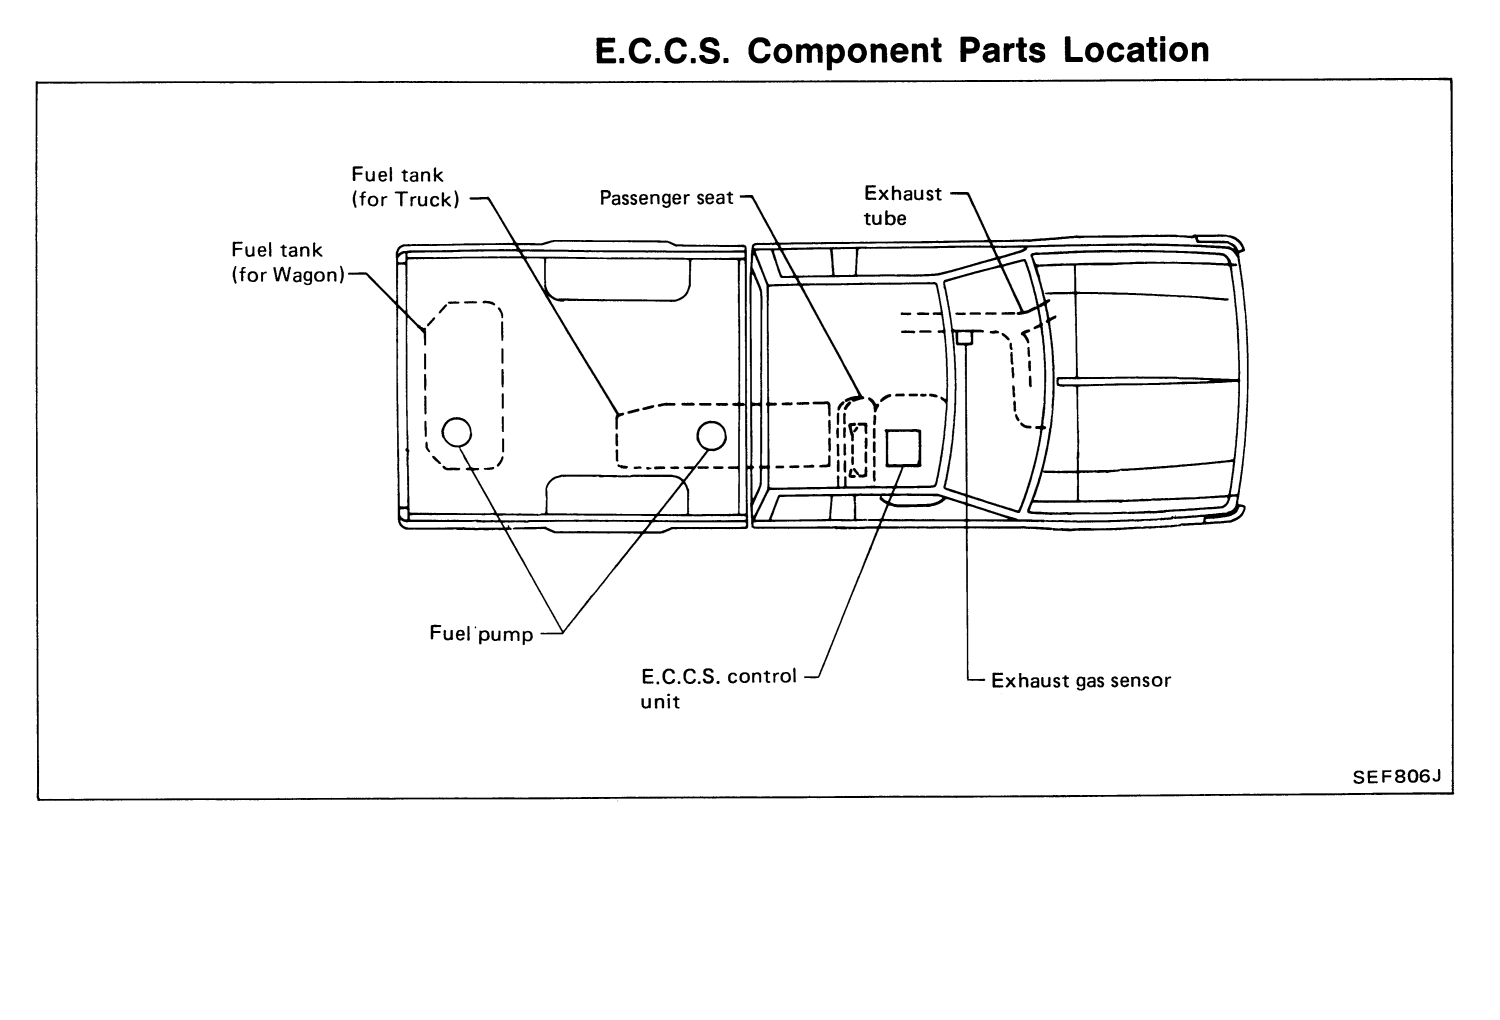 E.C.C.S. Component Parts Location
Fuel tank
(for Truck)
Passenger seat
Exhaust
tube
Fuel tank
(for Wagon)
Fuel pump
E.C.C.S. control
unit
Exhaust gas sensor
SEF806J